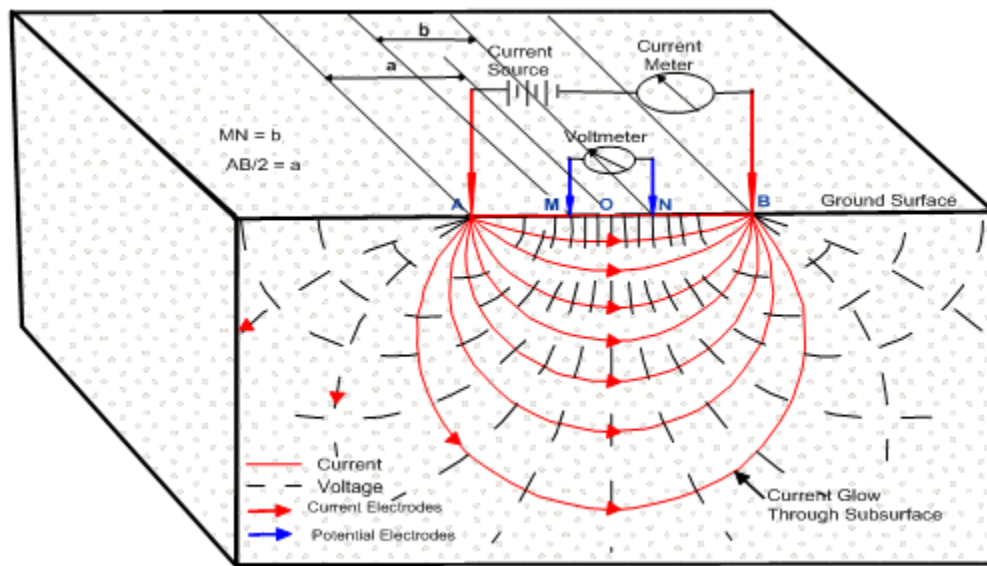 b
Current
Source
Current
Meter
a
MN = b
AB/2 = a
Voltmeter
A
M
O
N
B
Ground Surface
Current
Voltage
Current Electrodes
Potential Electrodes
Current Glow
Through Subsurface